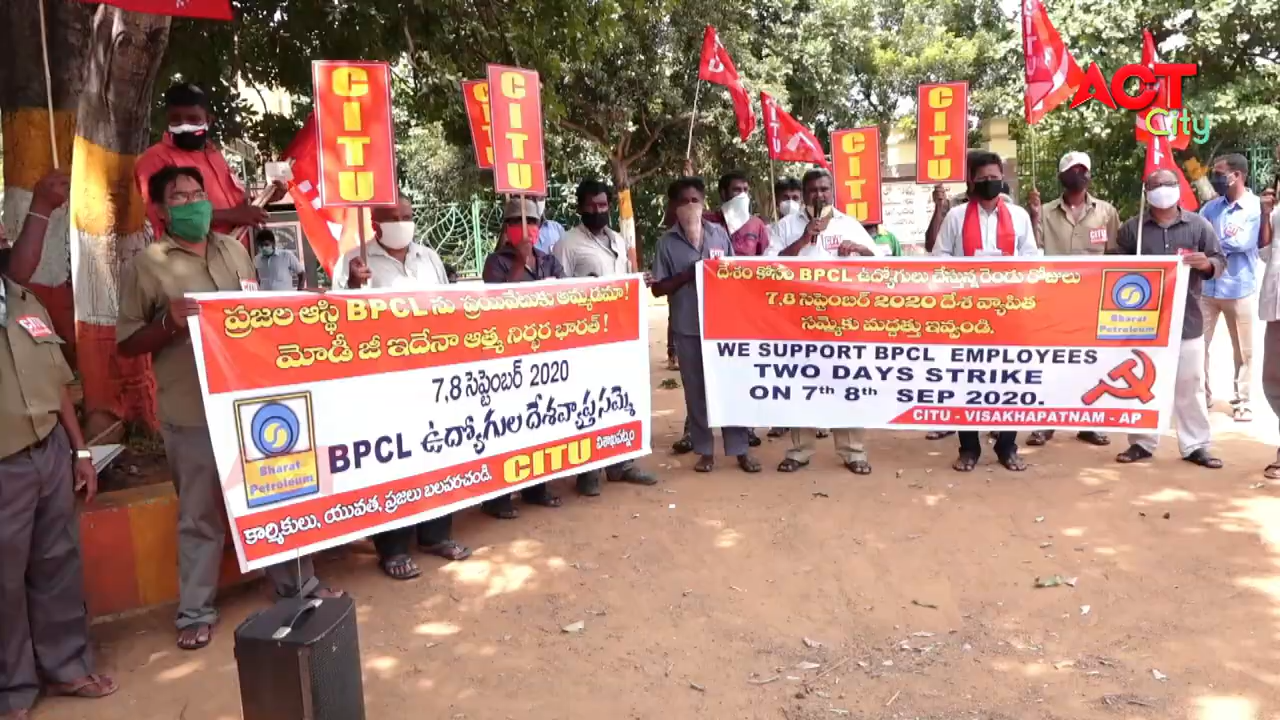 ACT
City
CITU
CITU
CITU
CITU
CITU
ప్రజల ఆస్థి BPCL ను ప్రయివేటుకు అమ్మడమా!
మోడీ జీ ఇదేనా ఆత్మ నిర్భర భారత్!
7,8 సెప్టెంబర్ 2020
BPCL ఉద్యోగుల దేశవ్యాప్త సమ్మె
Bharat
Petroleum
కార్మికులు, యువత, ప్రజలు బలపరచండి. CITU విశాఖపట్నం
దేశం కోసం BPCL ఉద్యోగులు చేస్తున్న రెండు రోజులు
7,8 సెప్టెంబర్ 2020 దేశ వ్యాపిత
సమ్మెకు మద్దత్తు ఇవ్వండి.
Bharat
Petroleum
WE SUPPORT BPCL EMPLOYEES
TWO DAYS STRIKE
ON 7th 8th SEP 2020.
CITU - VISAKHAPATNAM - AP